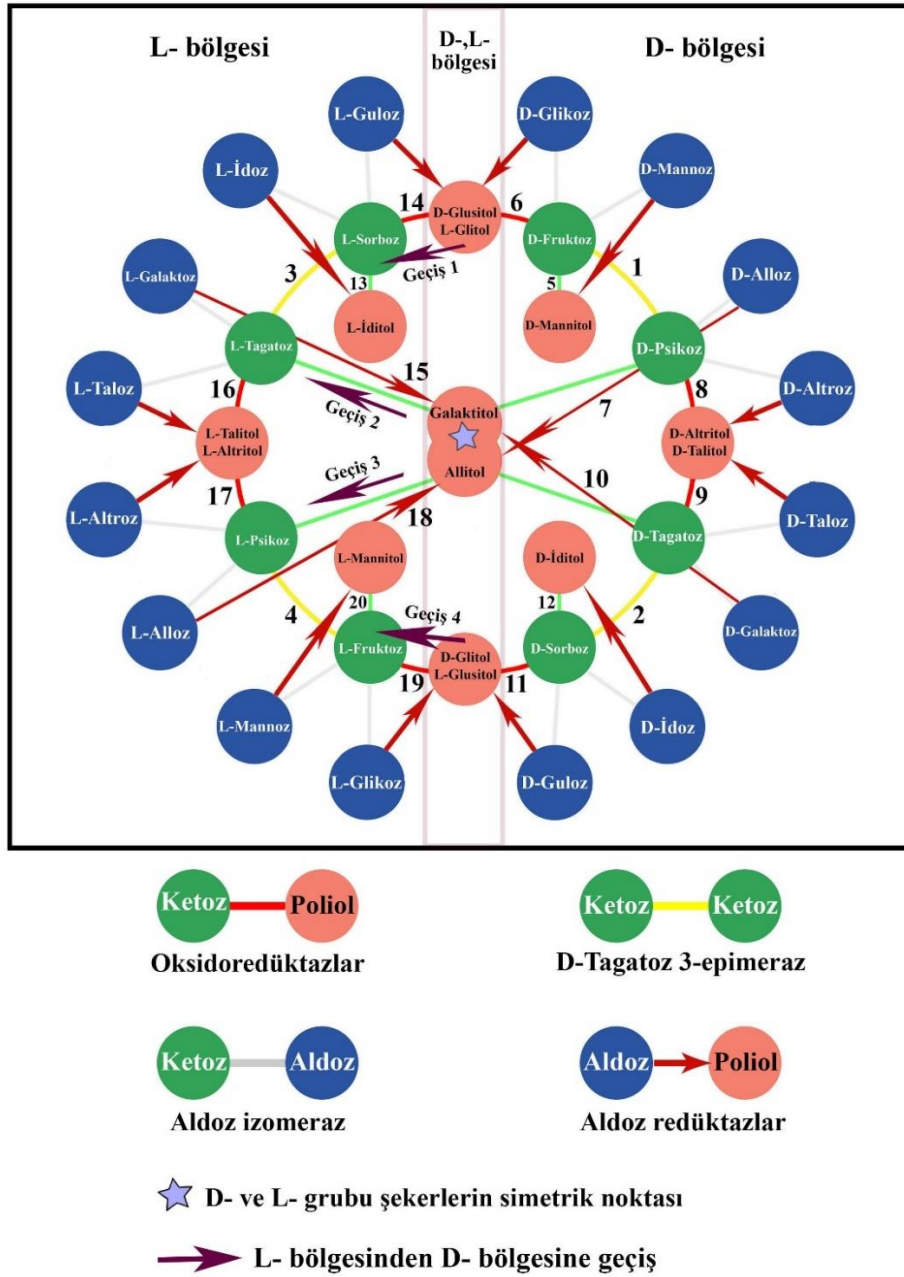 L- bölgesi
D-,L-
bölgesi
D- bölgesi
L-Guloz
D-Glikoz
L-İdoz
D-Mannoz
14
D-Glusitol
L-Glitol
6
L-Sorboz
D-Fruktoz
L-Galaktoz
3
Geçiş 1
1
D-Alloz
13
5
L-İditol
D-Mannitol
L-Tagatoz
D-Psikoz
L-Taloz
16
15
Geçiş 2
Galaktitol
7
8
D-Altroz
L-Talitol
L-Altritol
D-Altritol
D-Talitol
Geçiş 3
Allitol
10
17
9
L-Altroz
18
D-Taloz
L-Psikoz
D-Tagatoz
L-Mannitol
D-İditol
L-Alloz
4
20
Geçiş 4
12
2
D-Galaktoz
L-Fruktoz
D-Glitol
L-Glusitol
D-Sorboz
19
11
L-Mannoz
D-İdoz
L-Glikoz
D-Guloz
Ketoz
Poliol
Oksidoredüktazlar
Ketoz
Ketoz
D-Tagatoz 3-epimeraz
Ketoz
Aldoz
Aldoz izomeraz
Aldoz
Poliol
Aldoz redüktazlar
D- ve L- grubu şekerlerin simetrik noktası
L- bölgesinden D- bölgesine geçiş